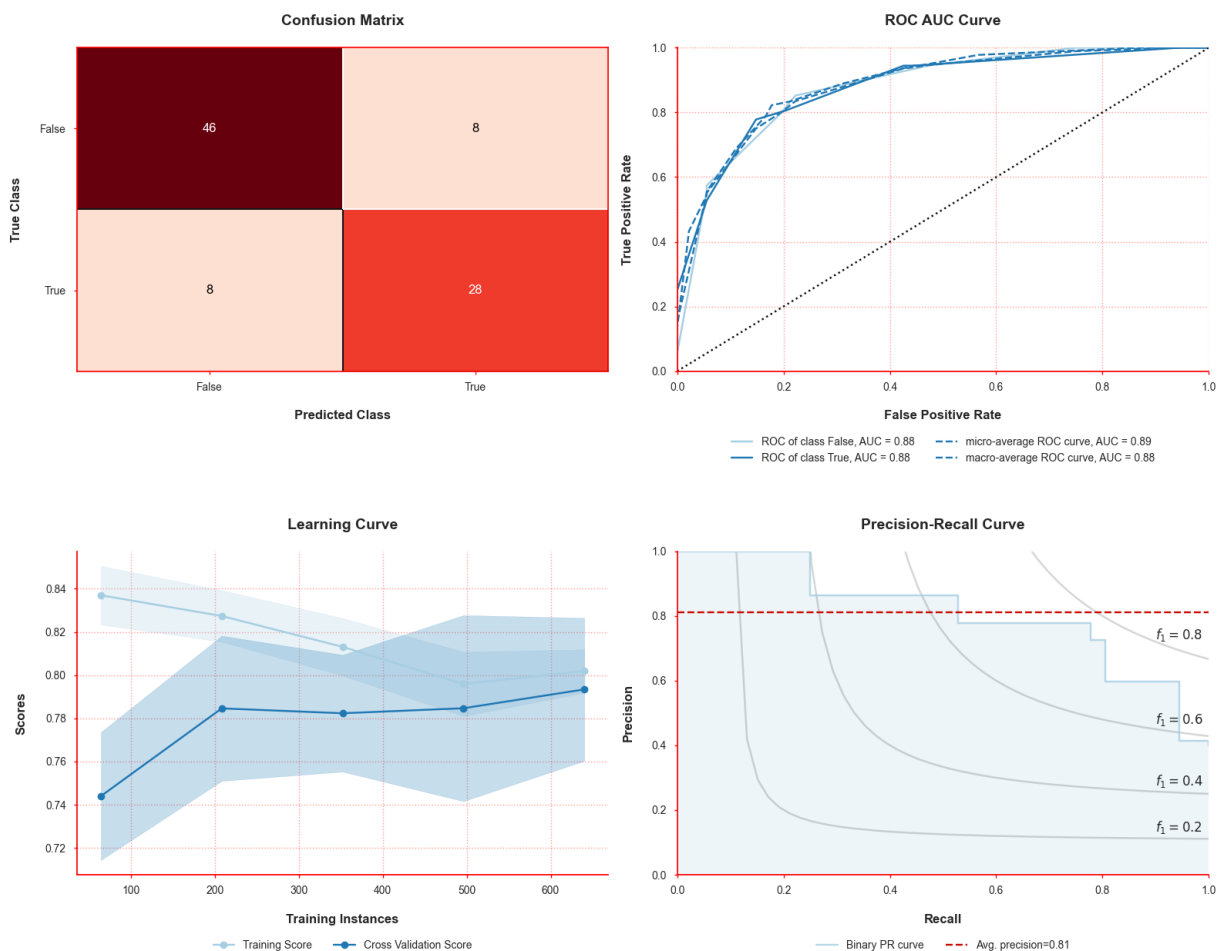 Confusion Matrix
True Class
False
46
8
True
8
28
False
True
Predicted Class
ROC AUC Curve
True Positive Rate
1.0
0.8
0.6
0.4
0.2
0.0
0.0
0.2
0.4
0.6
0.8
1.0
False Positive Rate
ROC of class False, AUC = 0.88
micro-average ROC curve, AUC = 0.89
ROC of class True, AUC = 0.88
macro-average ROC curve, AUC = 0.88
Learning Curve
Scores
0.84
0.82
0.80
0.78
0.76
0.74
0.72
100
200
300
400
500
600
Training Instances
Training Score
Cross Validation Score
Precision-Recall Curve
Precision
1.0
0.8
0.6
0.4
0.2
0.0
f₁ = 0.8
f₁ = 0.6
f₁ = 0.4
f₁ = 0.2
0.0
0.2
0.4
0.6
0.8
1.0
Recall
Binary PR curve
Avg. precision=0.81